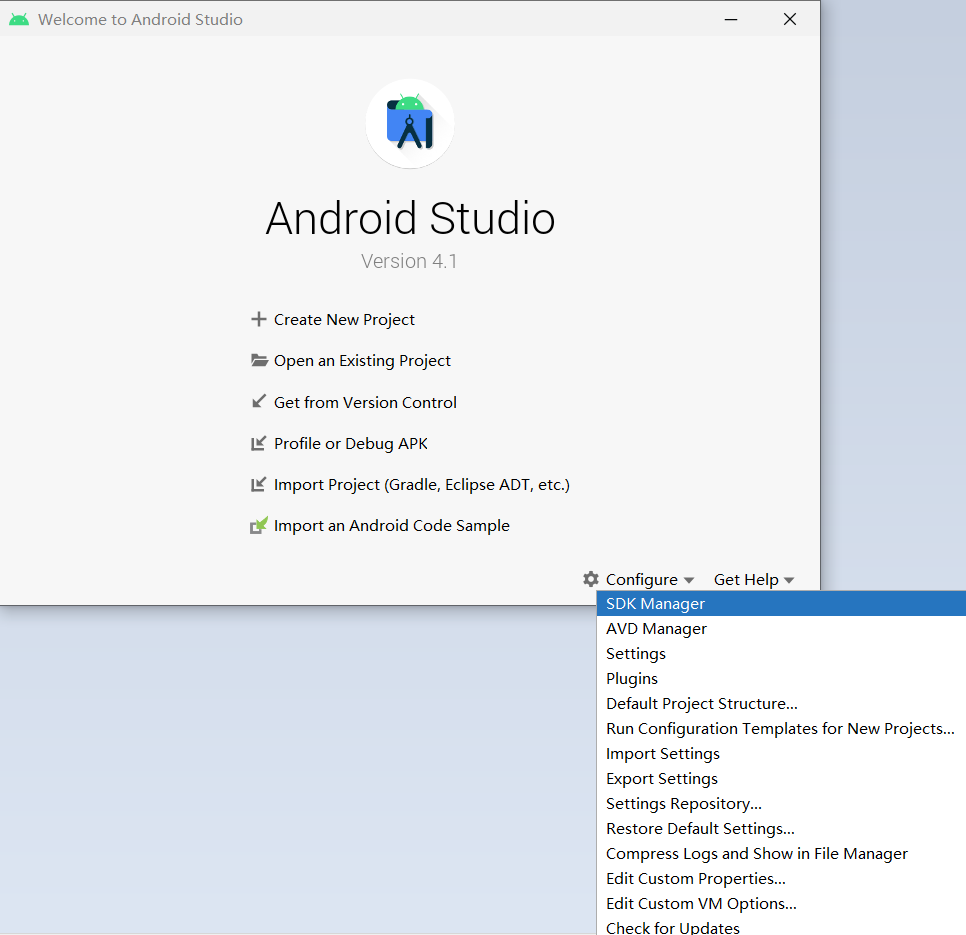 Welcome to Android Studio
Android Studio
Version 4.1
Create New Project
Open an Existing Project
Get from Version Control
Profile or Debug APK
Import Project (Gradle, Eclipse ADT, etc.)
Import an Android Code Sample
Configure Get Help
SDK Manager
AVD Manager
Settings
Plugins
Default Project Structure...
Run Configuration Templates for New Projects...
Import Settings
Export Settings
Settings Repository...
Restore Default Settings...
Compress Logs and Show in File Manager
Edit Custom Properties...
Edit Custom VM Options...
Check for Updates